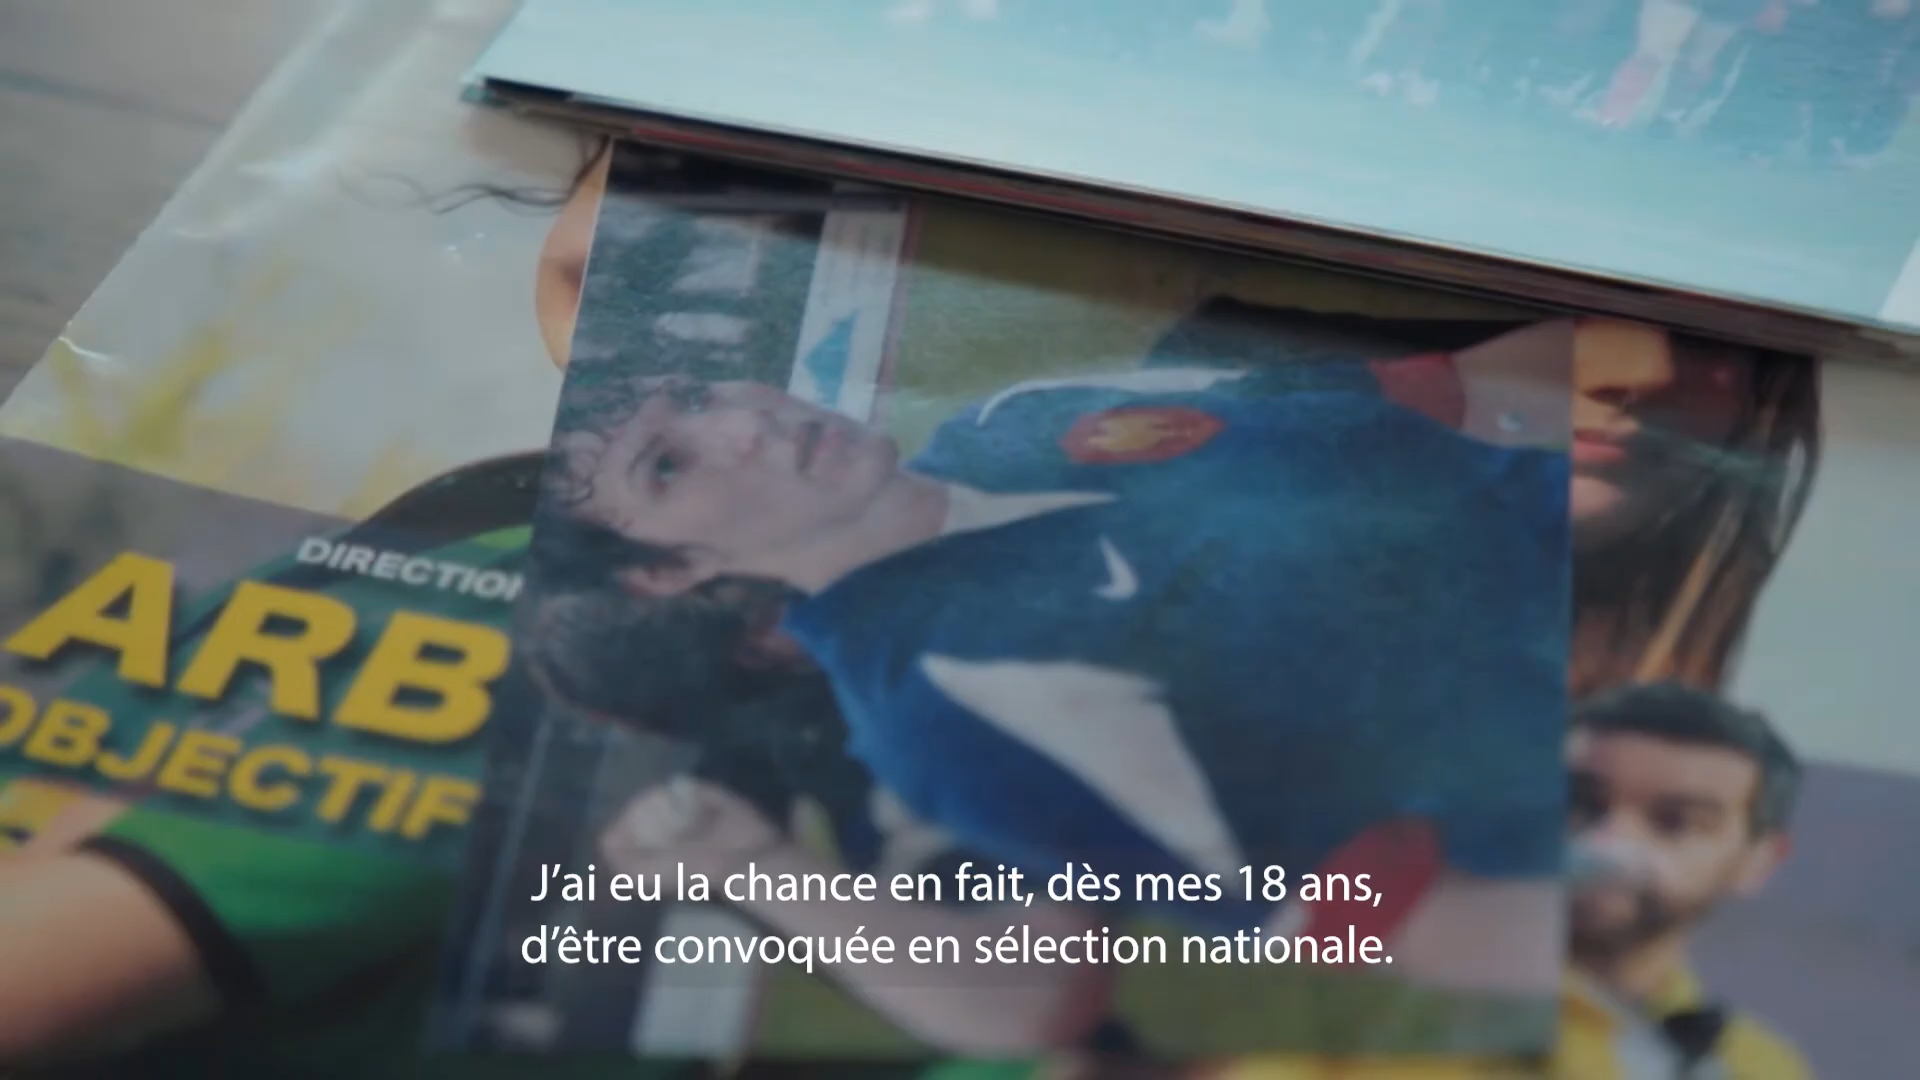 DIRECTION
ARB
OBJECTIF
J’ai eu la chance en fait, dès mes 18 ans,
d’être convoquée en sélection nationale.